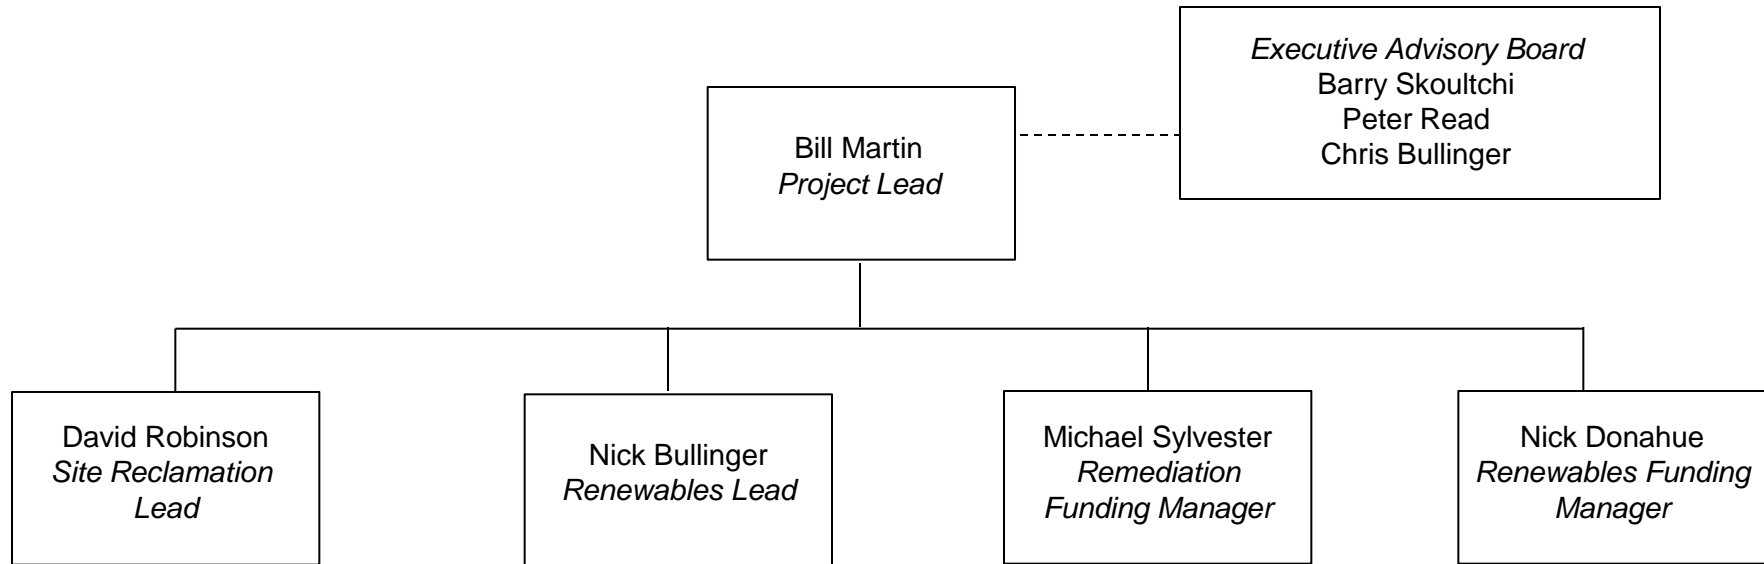 Executive Advisory Board
Barry Skoultchi
Peter Read
Chris Bullinger
Bill Martin
Project Lead
David Robinson
Site Reclamation
Lead
Nick Bullinger
Renewables Lead
Michael Sylvester
Remediation
Funding Manager
Nick Donahue
Renewables Funding
Manager